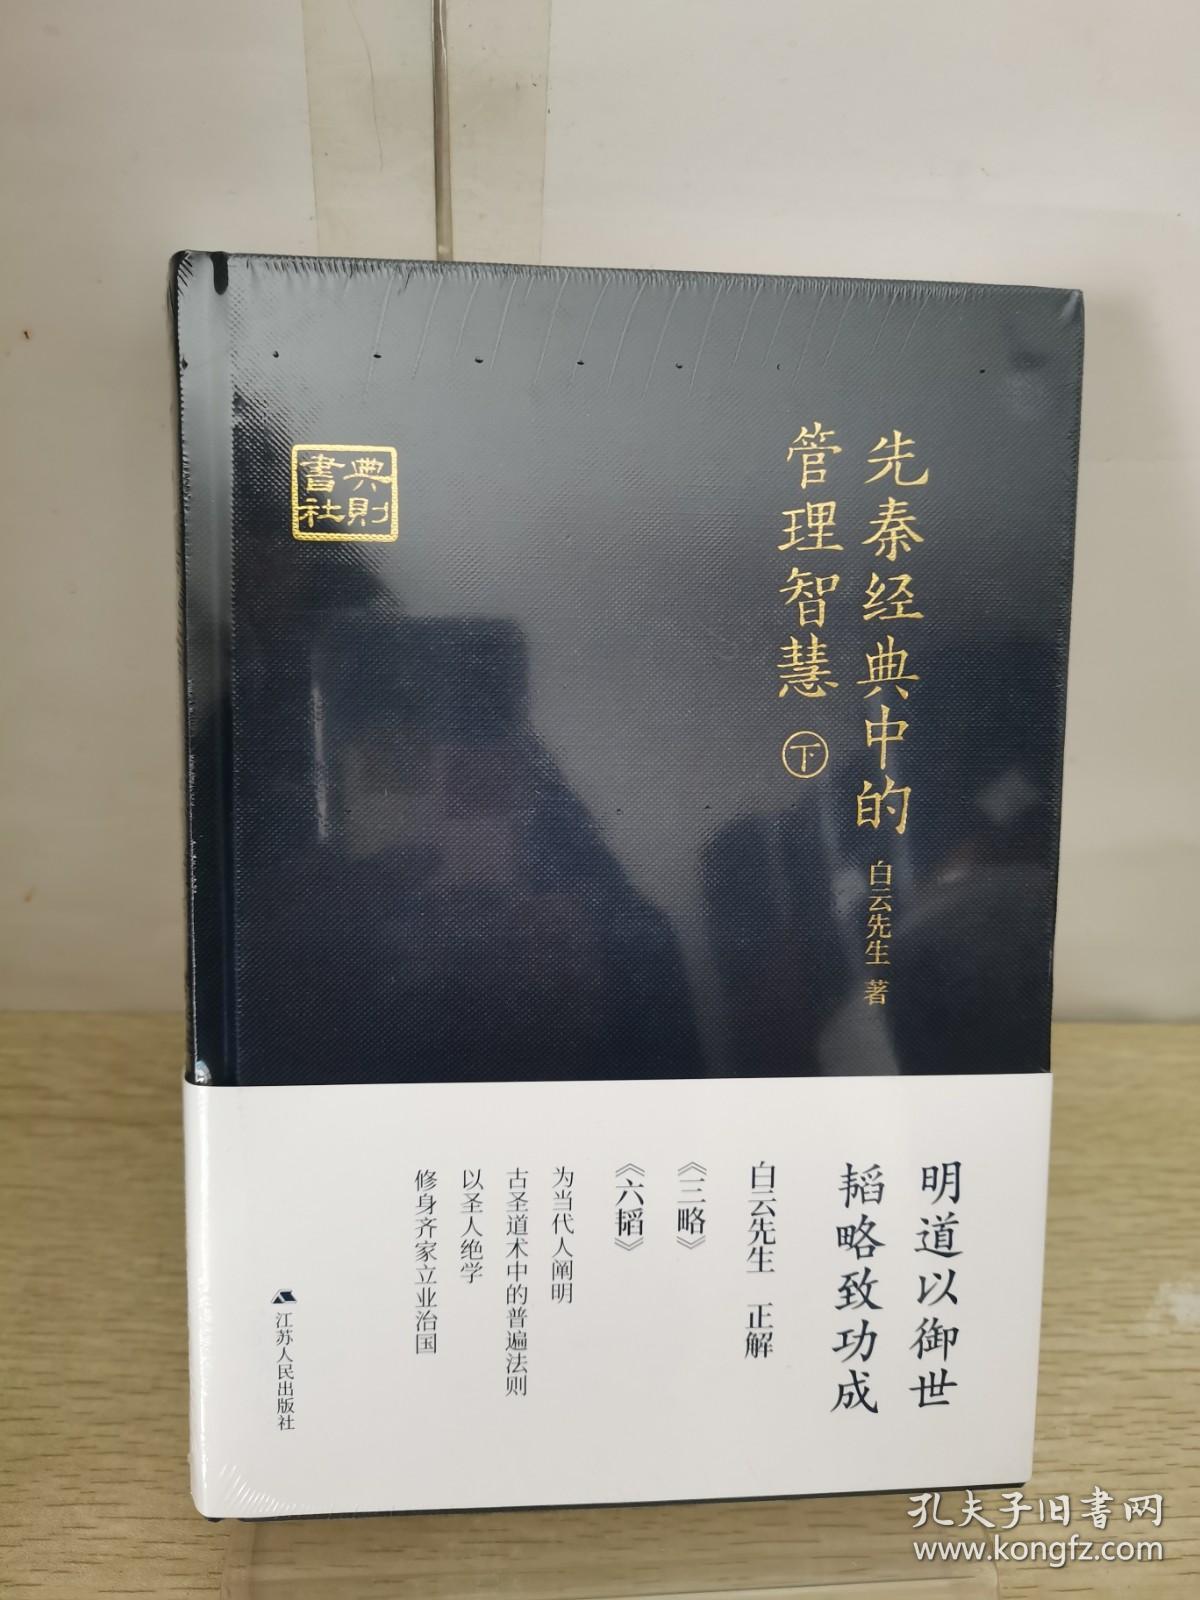 先秦经典中的
管理智慧 下
白云先生 著
典則
書社
明道以御世
韬略致功成
白云先生 正解
《三略》
《六韬》
为当代人阐明
古圣道术中的普遍法则
以圣人绝学
修身齐家立业治国
江苏人民出版社
孔夫子旧书网
www.kongfz.com